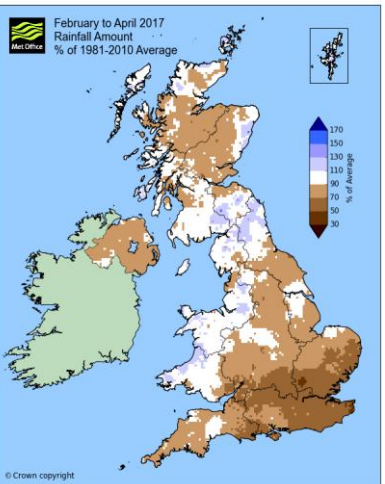 Met Office
February to April 2017
Rainfall Amount
% of 1981-2010 Average
170
150
130
110
90
70
50
30
% of Average
© Crown copyright